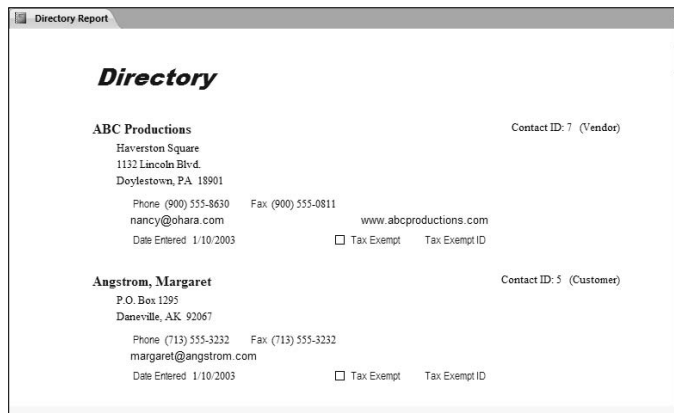 Directory Report
Directory
ABC Productions Contact ID: 7 (Vendor)
Haverston Square
1132 Lincoln Blvd.
Doylestown, PA 18901
Phone (900) 555-8630 Fax (900) 555-0811
nancy@ohara.com www.abcproductions.com
Date Entered 1/10/2003 Tax Exempt Tax Exempt ID
Angstrom, Margaret Contact ID: 5 (Customer)
P.O. Box 1295
Daneville, AK 92067
Phone (713) 555-3232 Fax (713) 555-3232
margaret@angstrom.com
Date Entered 1/10/2003 Tax Exempt Tax Exempt ID